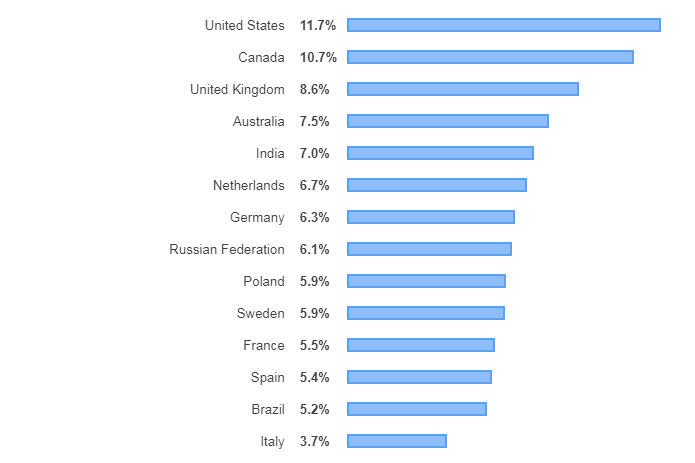 United States 11.7%
Canada 10.7%
United Kingdom 8.6%
Australia 7.5%
India 7.0%
Netherlands 6.7%
Germany 6.3%
Russian Federation 6.1%
Poland 5.9%
Sweden 5.9%
France 5.5%
Spain 5.4%
Brazil 5.2%
Italy 3.7%